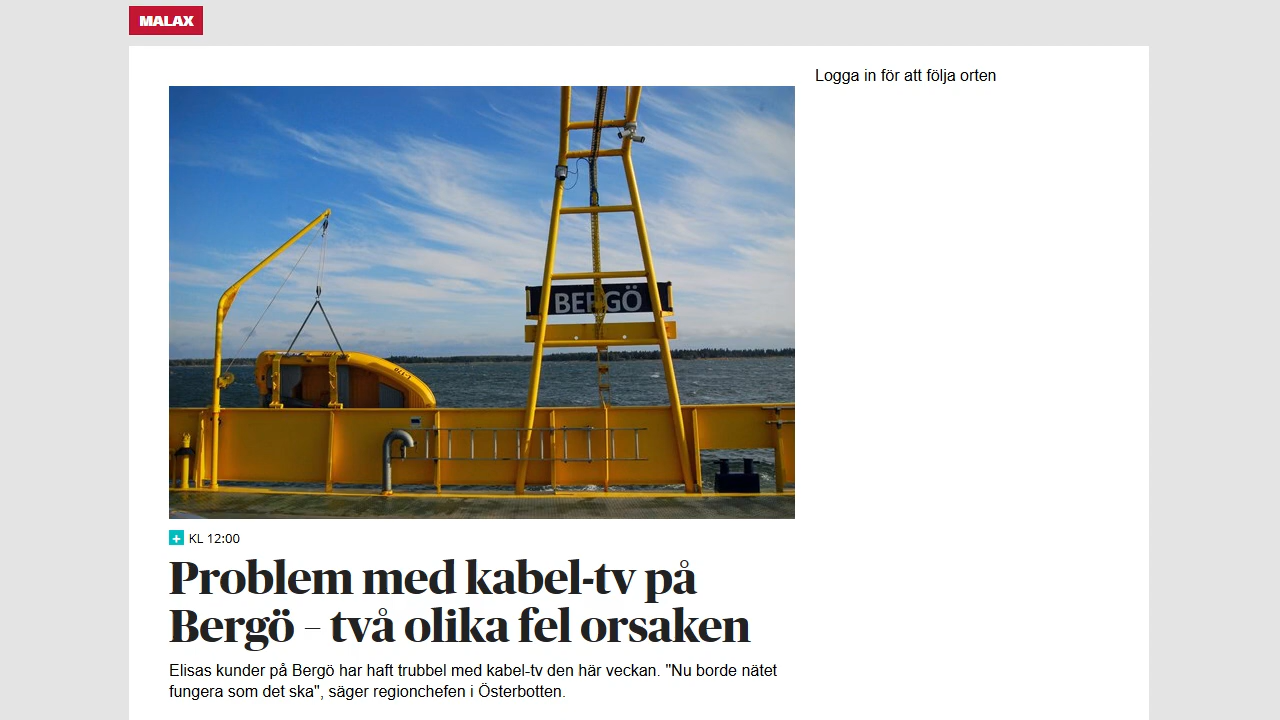 MALAX
Logga in för att följa orten
BERGÖ
KL 12:00
Problem med kabel-tv på
Bergö – två olika fel orsaken
Elisas kunder på Bergö har haft trubbel med kabel-tv den här veckan. "Nu borde nätet
fungera som det ska", säger regionchefen i Österbotten.